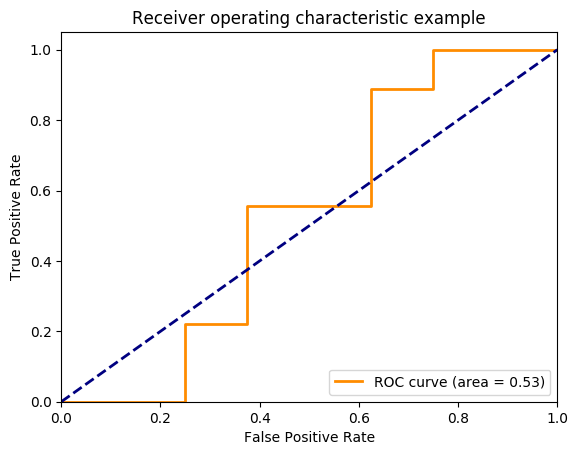 Receiver operating characteristic example
True Positive Rate
1.0
0.8
0.6
0.4
0.2
0.0
ROC curve (area = 0.53)
0.0 0.2 0.4 0.6 0.8 1.0
False Positive Rate